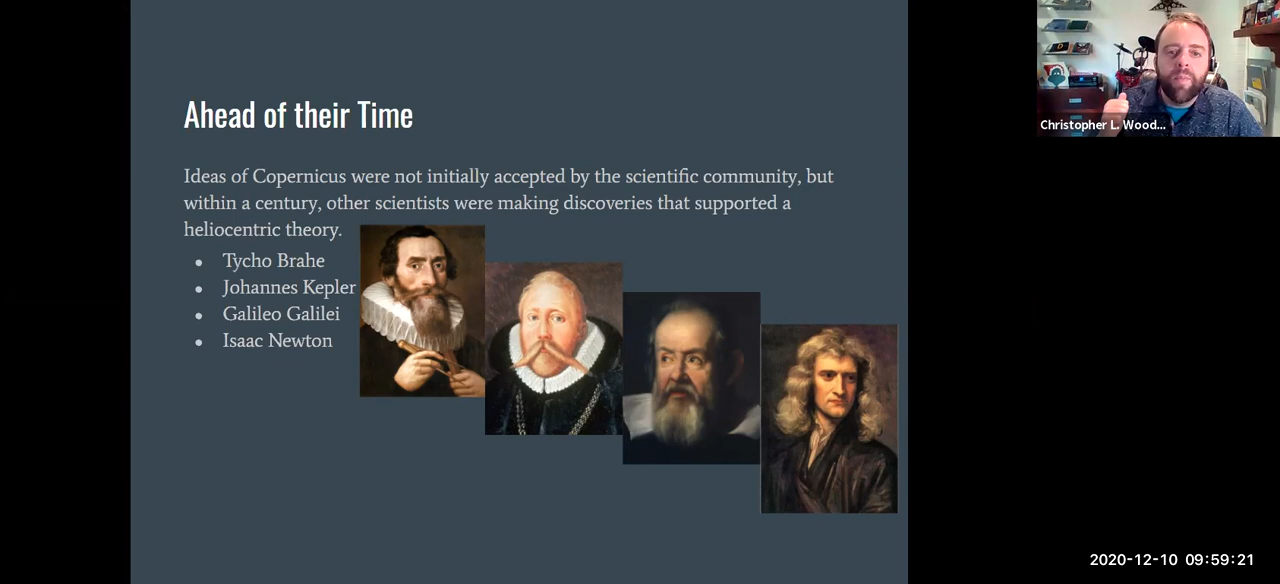 Ahead of their Time
Ideas of Copernicus were not initially accepted by the scientific community, but
within a century, other scientists were making discoveries that supported a
heliocentric theory.
• Tycho Brahe
• Johannes Kepler
• Galileo Galilei
• Isaac Newton
Christopher L. Wood...
2020-12-10 09:59:21